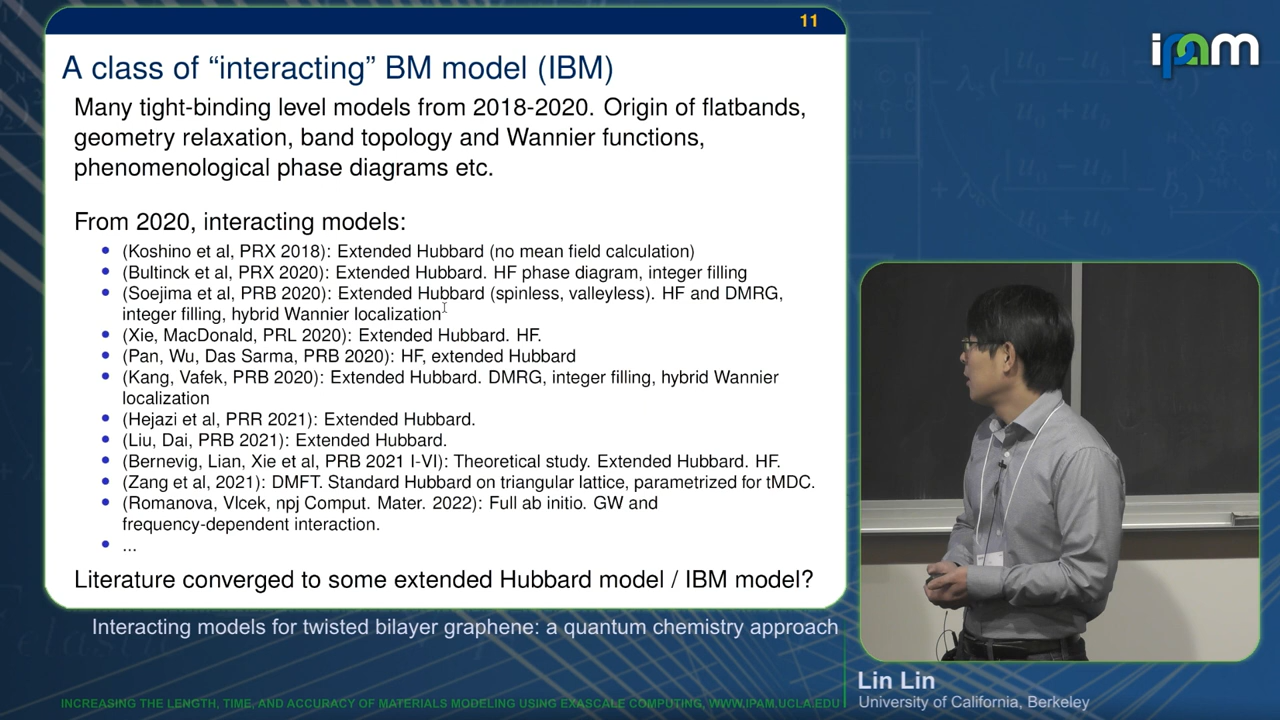 11
ipam
A class of “interacting” BM model (IBM)
Many tight-binding level models from 2018-2020. Origin of flatbands,
geometry relaxation, band topology and Wannier functions,
phenomenological phase diagrams etc.
From 2020, interacting models:
• (Koshino et al, PRX 2018): Extended Hubbard (no mean field calculation)
• (Bultinck et al, PRX 2020): Extended Hubbard. HF phase diagram, integer filling
• (Soejima et al, PRB 2020): Extended Hubbard (spinless, valleyless). HF and DMRG,
integer filling, hybrid Wannier localization
• (Xie, MacDonald, PRL 2020): Extended Hubbard. HF.
• (Pan, Wu, Das Sarma, PRB 2020): HF, extended Hubbard
• (Kang, Vafek, PRB 2020): Extended Hubbard. DMRG, integer filling, hybrid Wannier
localization
• (Hejazi et al, PRR 2021): Extended Hubbard.
• (Liu, Dai, PRB 2021): Extended Hubbard.
• (Bernevig, Lian, Xie et al, PRB 2021 I-VI): Theoretical study. Extended Hubbard. HF.
• (Zang et al, 2021): DMFT. Standard Hubbard on triangular lattice, parametrized for tMDC.
• (Romanova, Vlcek, npj Comput. Mater. 2022): Full ab initio. GW and
frequency-dependent interaction.
• ...
Literature converged to some extended Hubbard model / IBM model?
Interacting models for twisted bilayer graphene: a quantum chemistry approach
Lin Lin
University of California, Berkeley
INCREASING THE LENGTH, TIME, AND ACCURACY OF MATERIALS MODELING USING EXASCALE COMPUTING, WWW.IPAM.UCLA.EDU